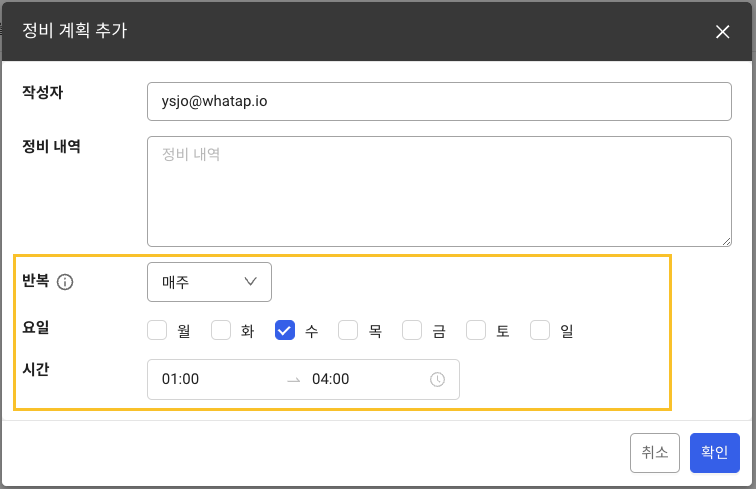 정비 계획 추가
작성자
ysjo@whatap.io
정비 내역
정비 내역
반복
매주
요일
월 화 수 목 금 토 일
시간
01:00 → 04:00
취소 확인